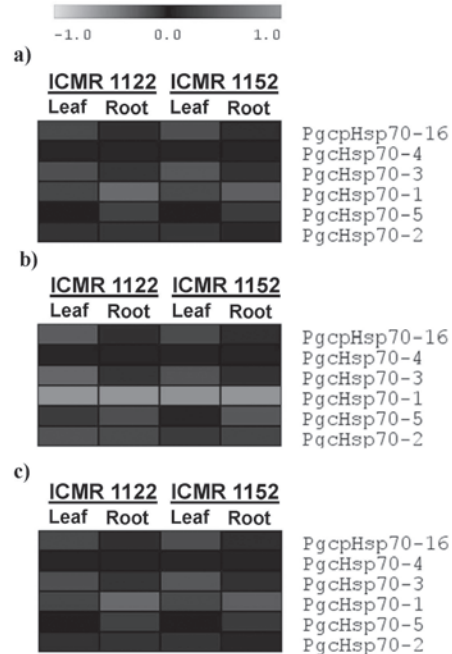 -1.0 0.0 1.0
a)
ICMR 1122 ICMR 1152
Leaf Root Leaf Root
PgcpHsp70-16
PgcHsp70-4
PgcHsp70-3
PgcHsp70-1
PgcHsp70-5
PgcHsp70-2
b)
ICMR 1122 ICMR 1152
Leaf Root Leaf Root
PgcpHsp70-16
PgcHsp70-4
PgcHsp70-3
PgcHsp70-1
PgcHsp70-5
PgcHsp70-2
c)
ICMR 1122 ICMR 1152
Leaf Root Leaf Root
PgcpHsp70-16
PgcHsp70-4
PgcHsp70-3
PgcHsp70-1
PgcHsp70-5
PgcHsp70-2